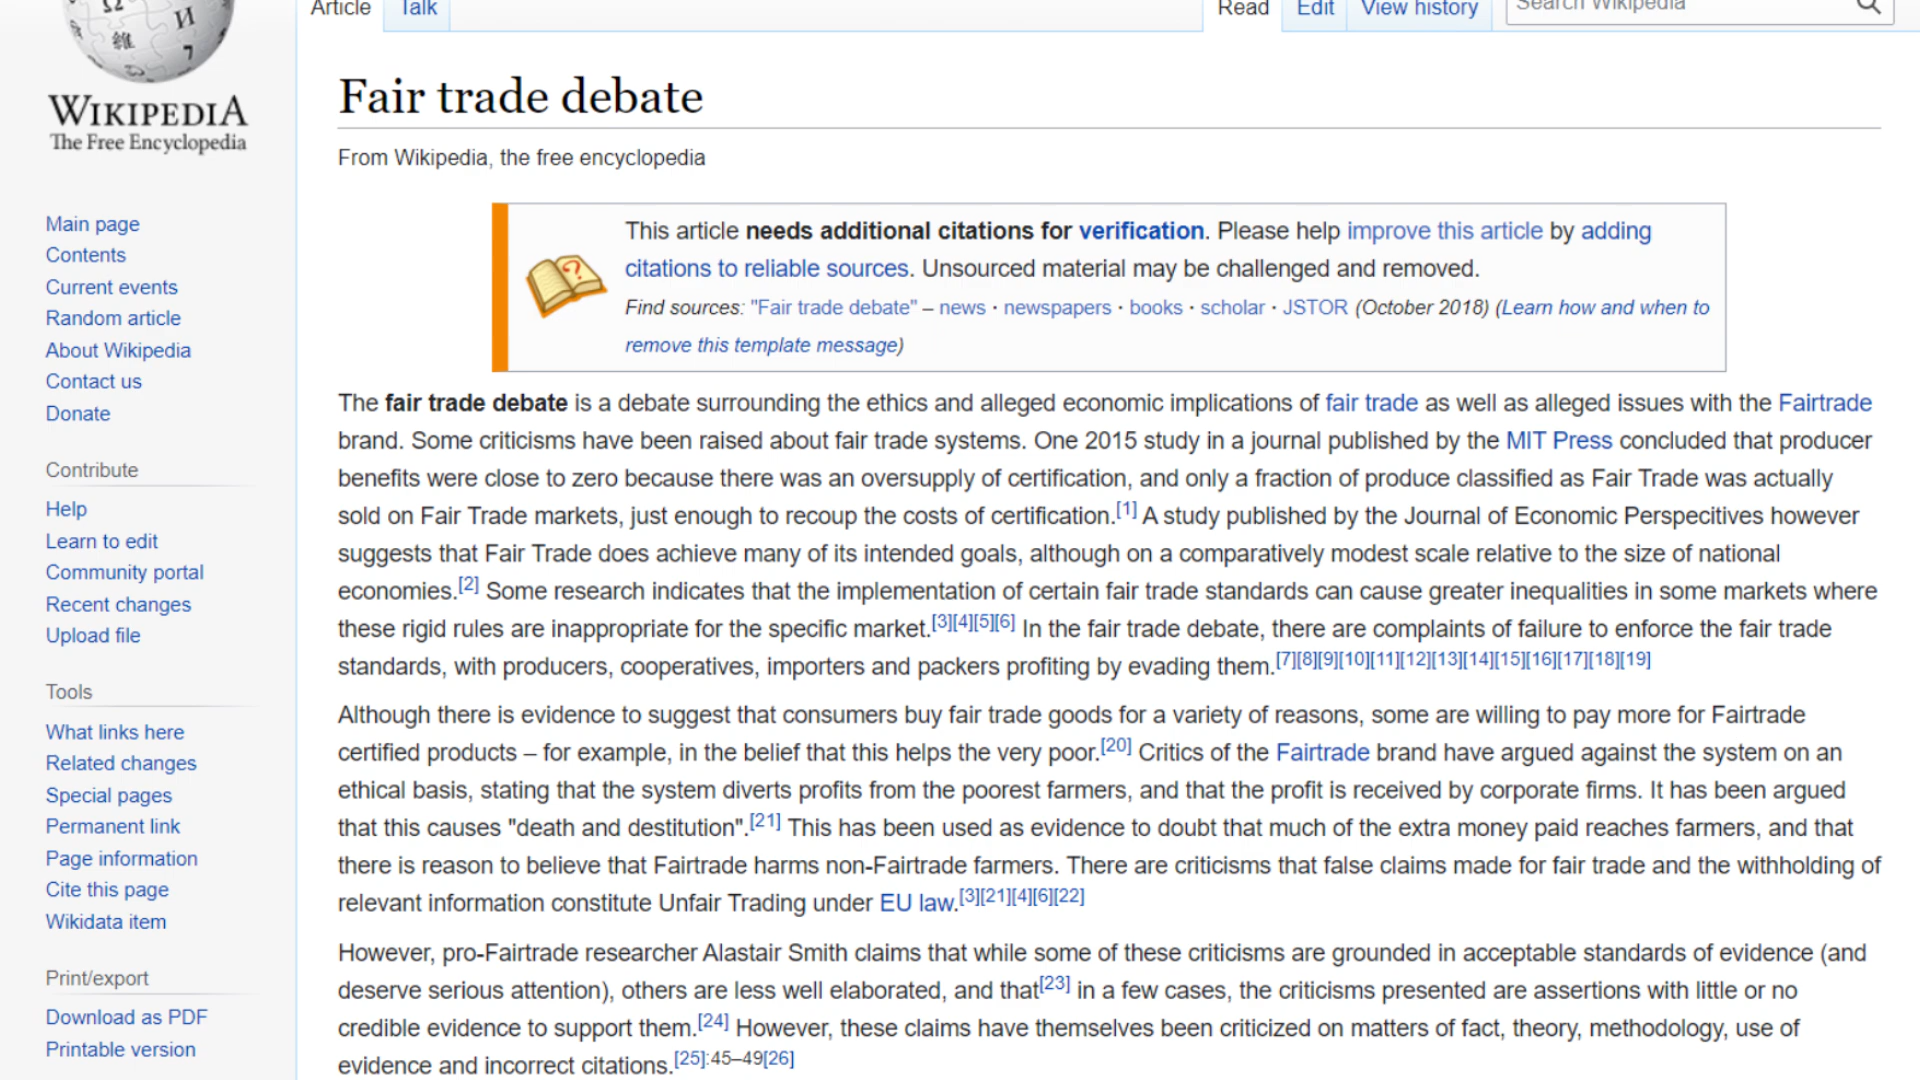 Article Talk Read Edit View history Search Wikipedia
Ω
И
維
7
WIKIPEDIA
The Free Encyclopedia
Main page
Contents
Current events
Random article
About Wikipedia
Contact us
Donate
Contribute
Help
Learn to edit
Community portal
Recent changes
Upload file
Tools
What links here
Related changes
Special pages
Permanent link
Page information
Cite this page
Wikidata item
Print/export
Download as PDF
Printable version
Fair trade debate
From Wikipedia, the free encyclopedia
This article needs additional citations for verification. Please help improve this article by adding
citations to reliable sources. Unsourced material may be challenged and removed.
Find sources: "Fair trade debate" – news · newspapers · books · scholar · JSTOR (October 2018) (Learn how and when to
remove this template message)
The fair trade debate is a debate surrounding the ethics and alleged economic implications of fair trade as well as alleged issues with the Fairtrade
brand. Some criticisms have been raised about fair trade systems. One 2015 study in a journal published by the MIT Press concluded that producer
benefits were close to zero because there was an oversupply of certification, and only a fraction of produce classified as Fair Trade was actually
sold on Fair Trade markets, just enough to recoup the costs of certification.[1] A study published by the Journal of Economic Perspecitives however
suggests that Fair Trade does achieve many of its intended goals, although on a comparatively modest scale relative to the size of national
economies.[2] Some research indicates that the implementation of certain fair trade standards can cause greater inequalities in some markets where
these rigid rules are inappropriate for the specific market.[3][4][5][6] In the fair trade debate, there are complaints of failure to enforce the fair trade
standards, with producers, cooperatives, importers and packers profiting by evading them.[7][8][9][10][11][12][13][14][15][16][17][18][19]
Although there is evidence to suggest that consumers buy fair trade goods for a variety of reasons, some are willing to pay more for Fairtrade
certified products – for example, in the belief that this helps the very poor.[20] Critics of the Fairtrade brand have argued against the system on an
ethical basis, stating that the system diverts profits from the poorest farmers, and that the profit is received by corporate firms. It has been argued
that this causes "death and destitution".[21] This has been used as evidence to doubt that much of the extra money paid reaches farmers, and that
there is reason to believe that Fairtrade harms non-Fairtrade farmers. There are criticisms that false claims made for fair trade and the withholding of
relevant information constitute Unfair Trading under EU law.[3][21][4][6][22]
However, pro-Fairtrade researcher Alastair Smith claims that while some of these criticisms are grounded in acceptable standards of evidence (and
deserve serious attention), others are less well elaborated, and that[23] in a few cases, the criticisms presented are assertions with little or no
credible evidence to support them.[24] However, these claims have themselves been criticized on matters of fact, theory, methodology, use of
evidence and incorrect citations.[25]:45–49[26]